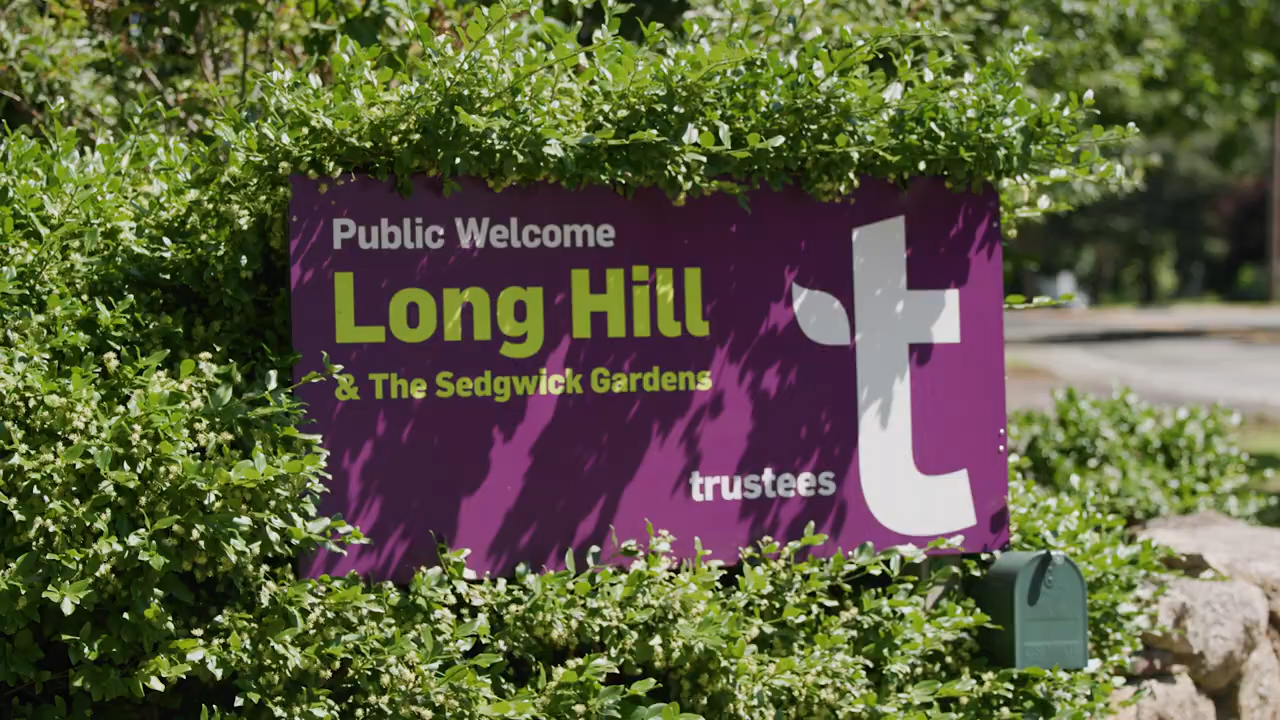 Public Welcome
Long Hill
& The Sedgwick Gardens
trustees
t